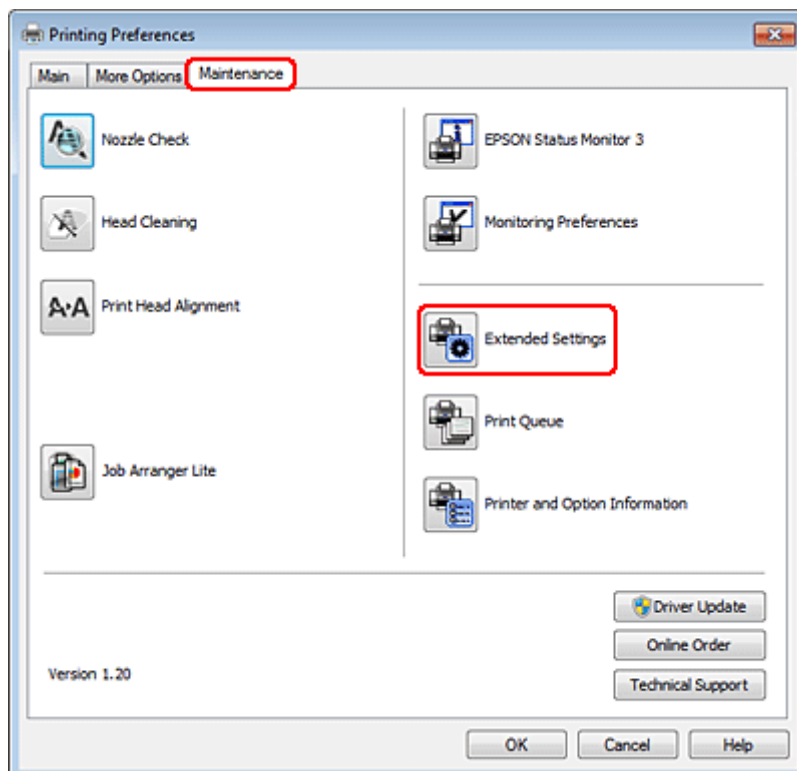 Printing Preferences
Main More Options Maintenance
Nozzle Check
Head Cleaning
A·A Print Head Alignment
Job Arranger Lite
EPSON Status Monitor 3
Monitoring Preferences
Extended Settings
Print Queue
Printer and Option Information
Driver Update
Online Order
Version 1.20
Technical Support
OK Cancel Help